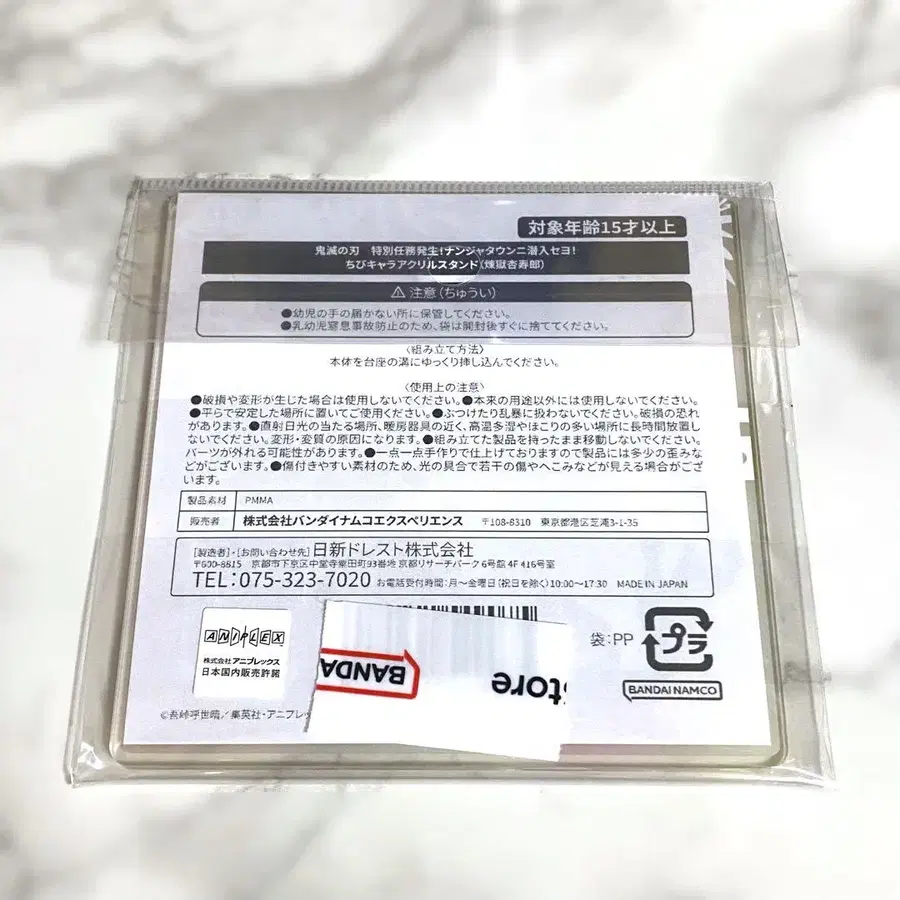 対象年齢15才以上
鬼滅の刃 特別任務発生!ナンジャタウンニ潜入セヨ!
ちびキャラアクリルスタンド(煉獄杏寿郎)
⚠注意(ちゅうい)
●幼児の手の届かない所に保管してください。
●乳幼児窒息事故防止のため、袋は開封後すぐに捨ててください。
〈組み立て方法〉
本体を台座の溝にゆっくり挿し込んでください。
〈使用上の注意〉
●破損や変形が生じた場合は使用しないでください。●本来の用途以外には使用しないでください。
●平らで安定した場所に置いてご使用ください。●ぶつけたり乱暴に扱わないでください。破損の恐れ
があります。●直射日光の当たる場所、暖房器具の近く、高温多湿やほこりの多い場所に長時間放置し
ないでください。変形・変質の原因になります。●組み立てた製品を持ったまま移動しないでください。
パーツが外れる可能性があります。●一点一点手作りで仕上げておりますので製品には多少の歪みな
どがございます。●傷付きやすい素材のため、光の具合で若干の傷やへこみなどが見える場合がござ
います。
製品素材 PMMA
販売者 株式会社バンダイナムコエクスペリエンス 〒108-8310 東京都港区芝浦3-1-35
[製造者]・[お問い合わせ先]日新ドレスト株式会社
〒600-8815 京都市下京区中堂寺粟田町93番地 京都リサーチパーク6号館 4F 416号室
TEL:075-323-7020 お電話受付時間:月~金曜日(祝日を除く)10:00~17:30 MADE IN JAPAN
ANIPLEX
株式会社アニプレックス
日本国内販売許諾
BANDA
Store
袋:PP
プラ
BANDAI NAMCO
©吾峠呼世晴/集英社・アニプレ